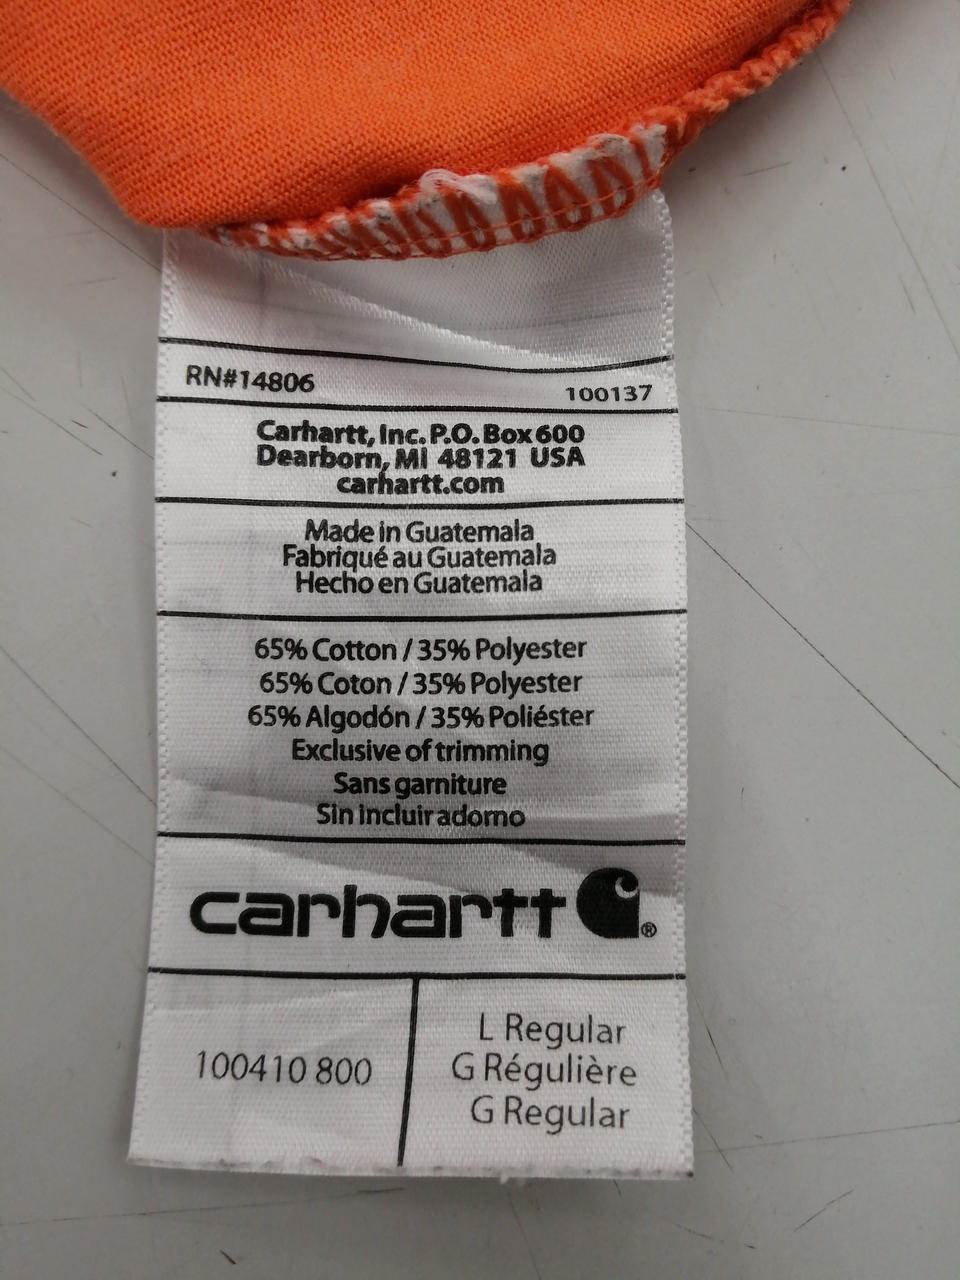 RN#14806 100137
Carhartt, Inc. P.O. Box 600
Dearborn, MI 48121 USA
carhartt.com
Made in Guatemala
Fabriqué au Guatemala
Hecho en Guatemala
65% Cotton / 35% Polyester
65% Coton / 35% Polyester
65% Algodón / 35% Poliéster
Exclusive of trimming
Sans garniture
Sin incluir adorno
carhartt ®
100410 800
L Regular
G Régulière
G Regular